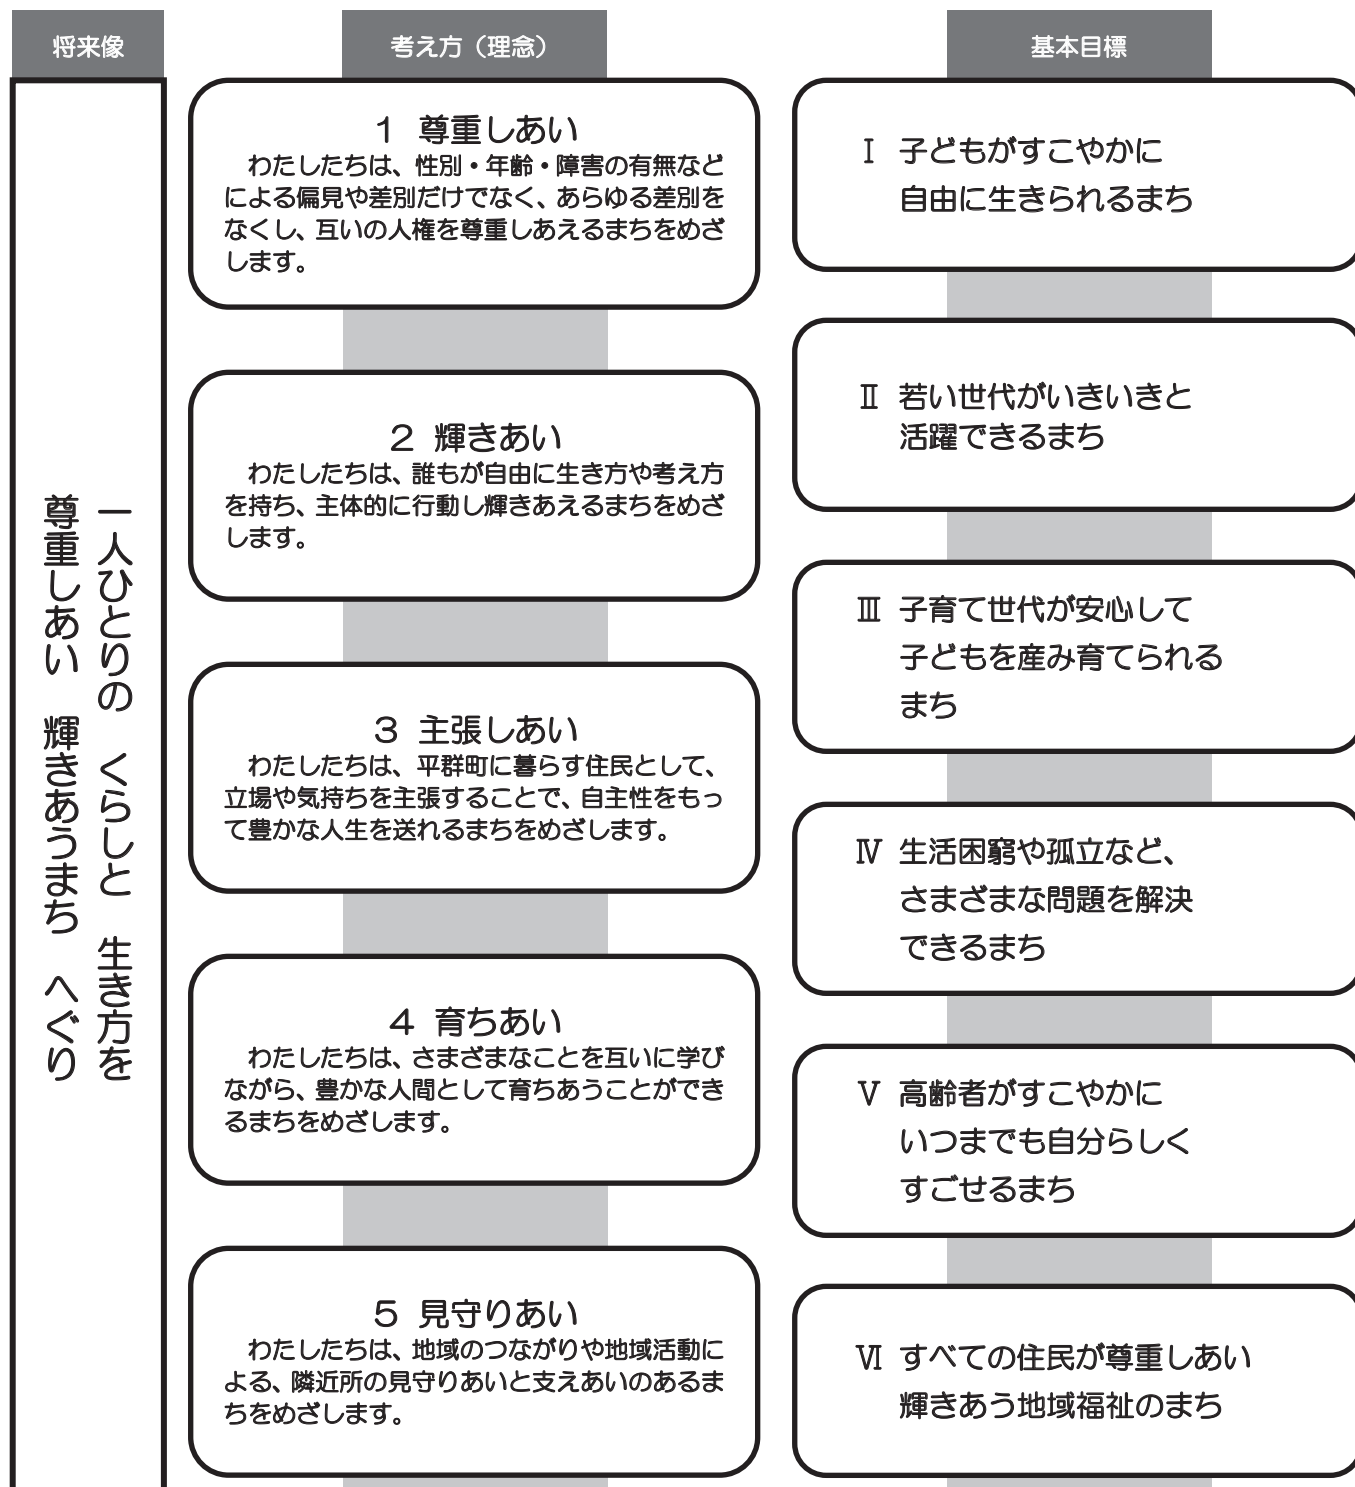 将来像
一人ひとりの　くらしと　生き方を
尊重しあい　輝きあうまち　へぐり
考え方（理念）
1　尊重しあい
わたしたちは、性別・年齢・障害の有無など
による偏見や差別だけでなく、あらゆる差別を
なくし、互いの人権を尊重しあえるまちをめざ
します。
2　輝きあい
わたしたちは、誰もが自由に生き方や考え方
を持ち、主体的に行動し輝きあえるまちをめざ
します。
3　主張しあい
わたしたちは、平群町に暮らす住民として、
立場や気持ちを主張することで、自主性をもっ
て豊かな人生を送れるまちをめざします。
4　育ちあい
わたしたちは、さまざまなことを互いに学び
ながら、豊かな人間として育ちあうことができ
るまちをめざします。
5　見守りあい
わたしたちは、地域のつながりや地域活動に
よる、隣近所の見守りあいと支えあいのあるま
ちをめざします。
基本目標
Ⅰ　子どもがすこやかに
自由に生きられるまち
Ⅱ　若い世代がいきいきと
活躍できるまち
Ⅲ　子育て世代が安心して
子どもを産み育てられる
まち
Ⅳ　生活困窮や孤立など、
さまざまな問題を解決
できるまち
Ⅴ　高齢者がすこやかに
いつまでも自分らしく
すごせるまち
Ⅵ　すべての住民が尊重しあい
輝きあう地域福祉のまち